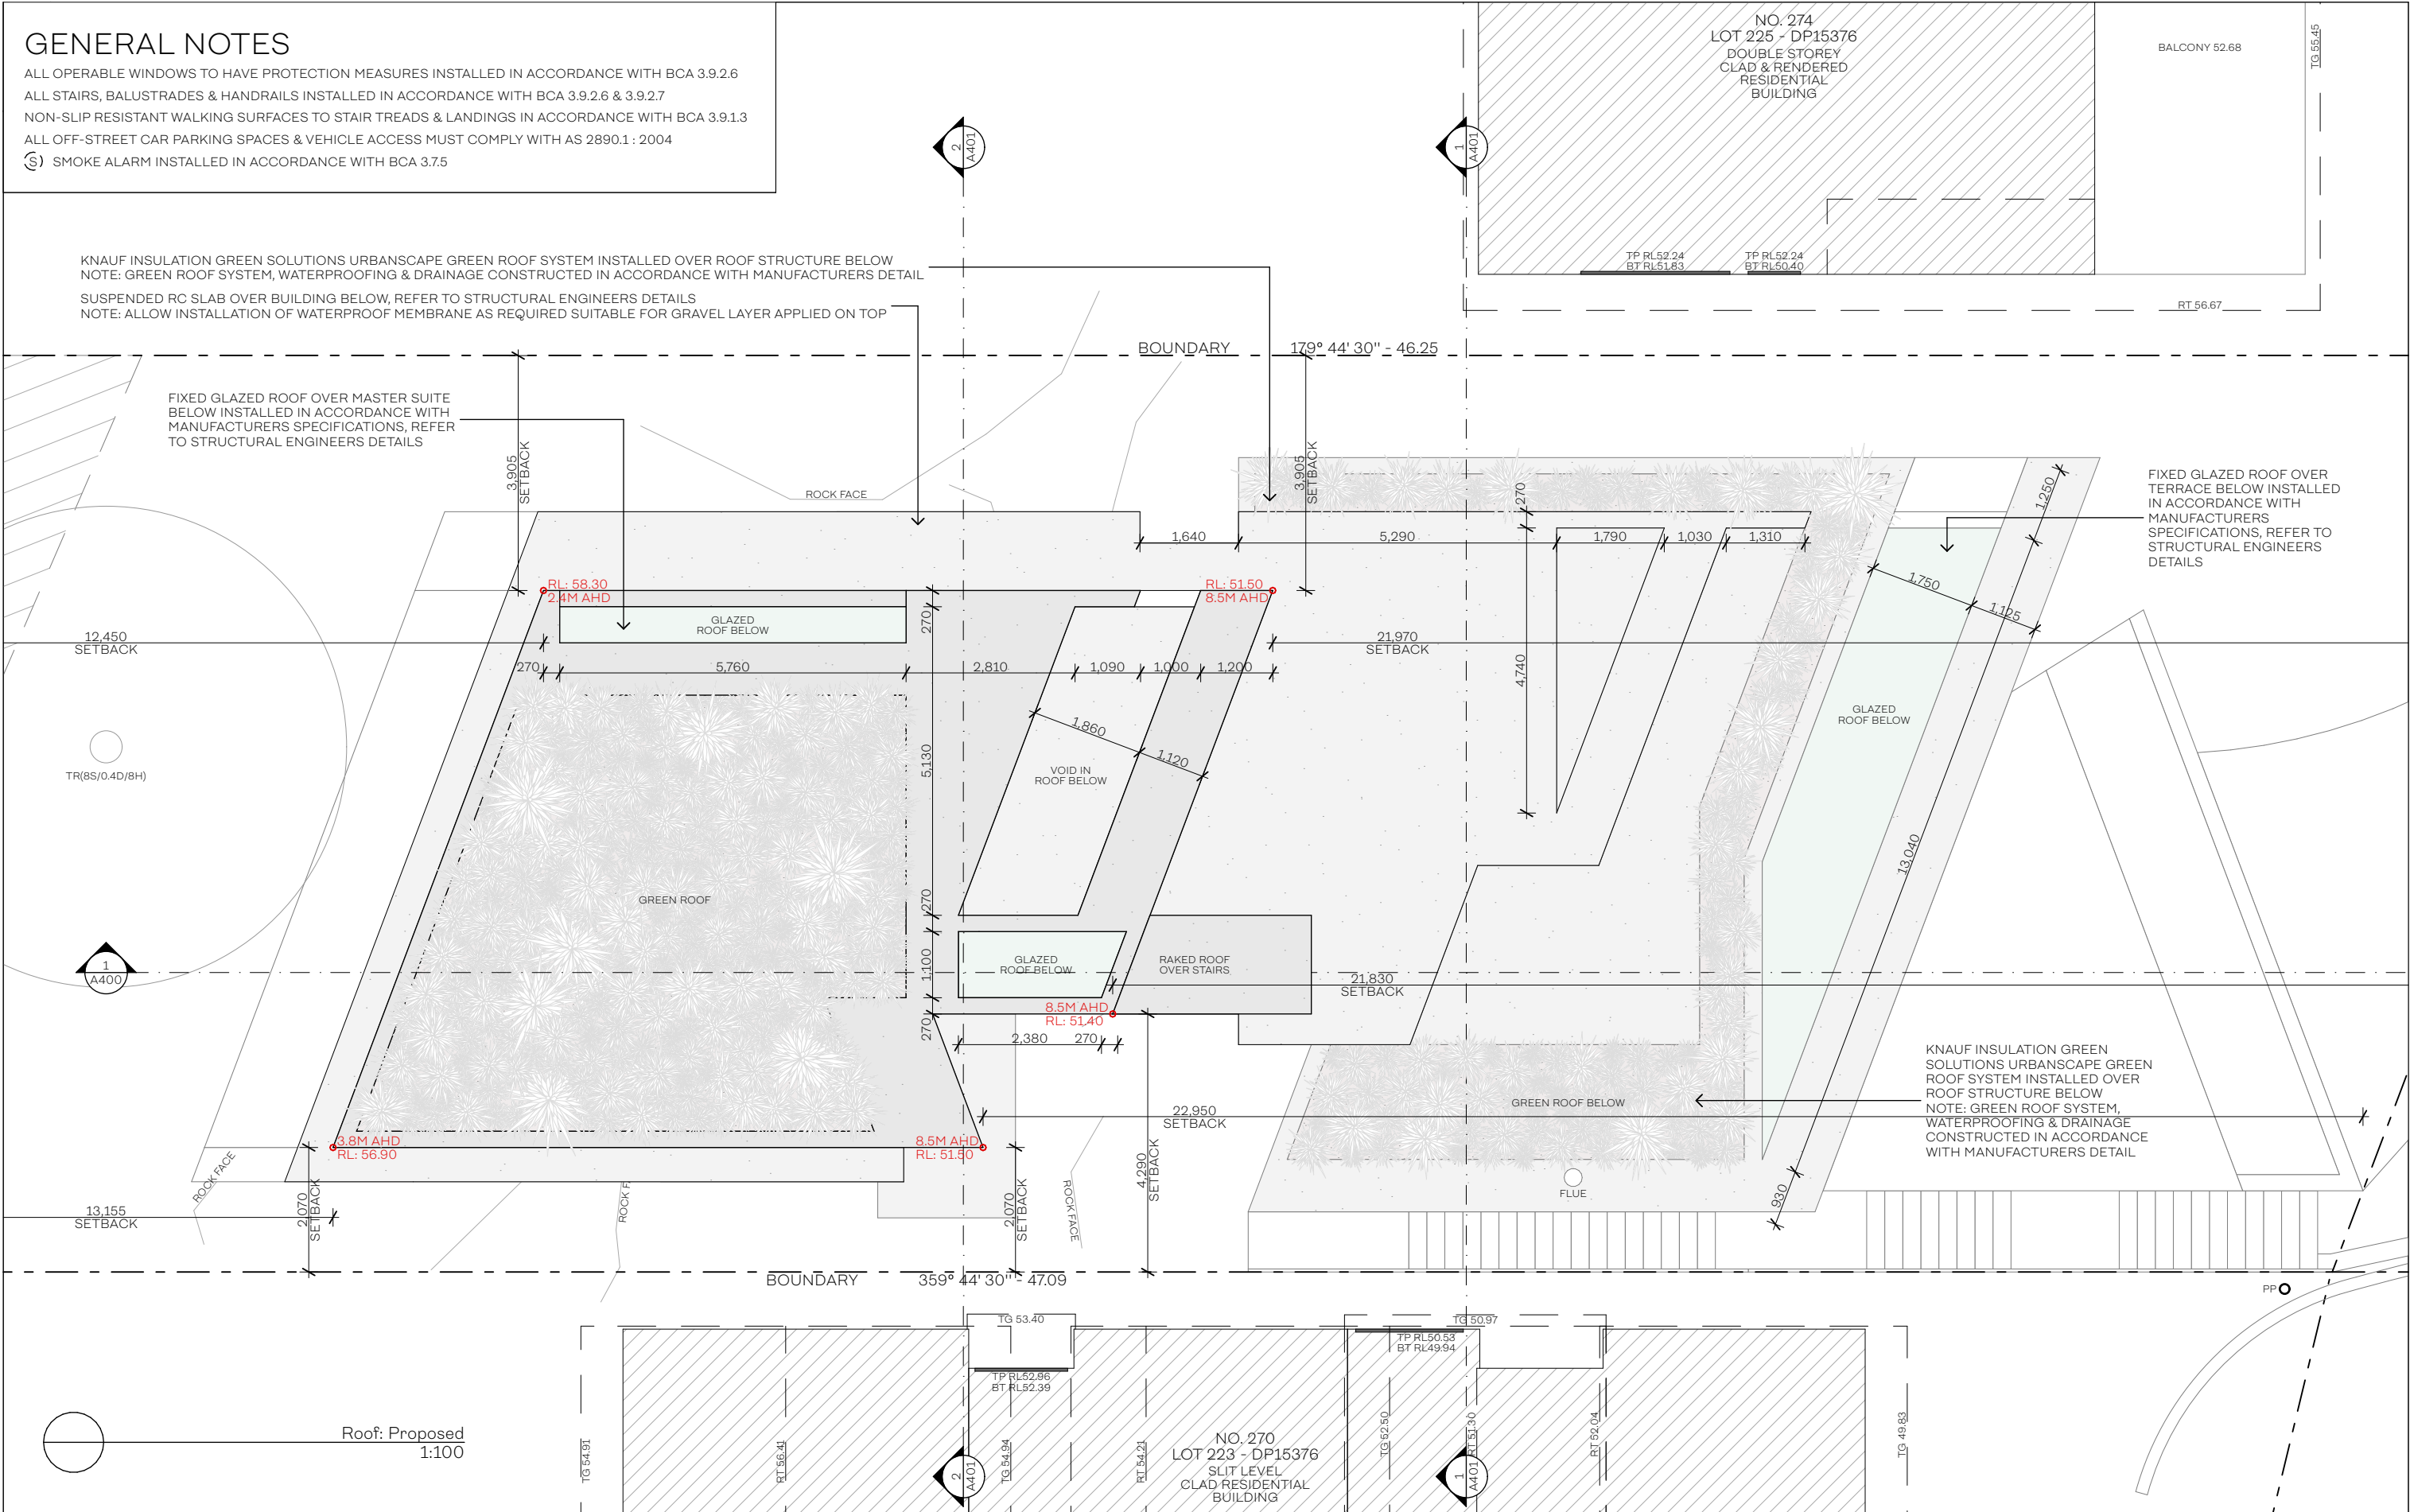 GENERAL NOTES
ALL OPERABLE WINDOWS TO HAVE PROTECTION MEASURES INSTALLED IN ACCORDANCE WITH BCA 3.9.2.6
ALL STAIRS, BALUSTRADES & HANDRAILS INSTALLED IN ACCORDANCE WITH BCA 3.9.2.6 & 3.9.2.7
NON-SLIP RESISTANT WALKING SURFACES TO STAIR TREADS & LANDINGS IN ACCORDANCE WITH BCA 3.9.1.3
ALL OFF-STREET CAR PARKING SPACES & VEHICLE ACCESS MUST COMPLY WITH AS 2890.1 : 2004
S SMOKE ALARM INSTALLED IN ACCORDANCE WITH BCA 3.7.5
NO. 274
LOT 225 - DP15376
DOUBLE STOREY
CLAD & RENDERED
RESIDENTIAL
BUILDING
BALCONY 52.68
TG 55.45
2
A401
1
A401
TP RL52.24
BT RL51.83
TP RL52.24
BT RL50.40
RT 56.67
KNAUF INSULATION GREEN SOLUTIONS URBANSCAPE GREEN ROOF SYSTEM INSTALLED OVER ROOF STRUCTURE BELOW
NOTE: GREEN ROOF SYSTEM, WATERPROOFING & DRAINAGE CONSTRUCTED IN ACCORDANCE WITH MANUFACTURERS DETAIL
SUSPENDED RC SLAB OVER BUILDING BELOW, REFER TO STRUCTURAL ENGINEERS DETAILS
NOTE: ALLOW INSTALLATION OF WATERPROOF MEMBRANE AS REQUIRED SUITABLE FOR GRAVEL LAYER APPLIED ON TOP
BOUNDARY
179° 44' 30" - 46.25
FIXED GLAZED ROOF OVER MASTER SUITE
BELOW INSTALLED IN ACCORDANCE WITH
MANUFACTURERS SPECIFICATIONS, REFER
TO STRUCTURAL ENGINEERS DETAILS
3,905
SETBACK
ROCK FACE
3,905
SETBACK
FIXED GLAZED ROOF OVER
TERRACE BELOW INSTALLED
IN ACCORDANCE WITH
MANUFACTURERS
SPECIFICATIONS, REFER TO
STRUCTURAL ENGINEERS
DETAILS
270
1,250
1,640
5,290
1,790
1,030
1,310
RL: 58.30
2.4M AHD
RL: 51.50
8.5M AHD
1,750
1,125
GLAZED
ROOF BELOW
270
12,450
SETBACK
21,970
SETBACK
270
5,760
2,810
1,090
1,000
1,200
4,740
GLAZED
ROOF BELOW
1,860
1,120
5,130
VOID IN
ROOF BELOW
TR(8S/0.4D/8H)
13,040
GREEN ROOF
270
1
A400
1,100
GLAZED
ROOF BELOW
RAKED ROOF
OVER STAIRS
21,830
SETBACK
8.5M AHD
RL: 51.40
270
2,380
270
KNAUF INSULATION GREEN
SOLUTIONS URBANSCAPE GREEN
ROOF SYSTEM INSTALLED OVER
ROOF STRUCTURE BELOW
NOTE: GREEN ROOF SYSTEM,
WATERPROOFING & DRAINAGE
CONSTRUCTED IN ACCORDANCE
WITH MANUFACTURERS DETAIL
GREEN ROOF BELOW
22,950
SETBACK
3.8M AHD
RL: 56.90
8.5M AHD
RL: 51.50
4,290
SETBACK
ROCK FACE
ROCK F
ROCK FACE
FLUE
930
13,155
SETBACK
2,070
SETBACK
2,070
SETBACK
BOUNDARY
359° 44' 30" - 47.09
PP
TG 53.40
TG 50.97
TP RL50.53
BT RL49.94
TP RL52.96
BT RL52.39
Roof: Proposed
1:100
TG 54.91
RT 56.41
2
A401
TG 54.94
RT 54.21
NO. 270
LOT 223 - DP15376
SLIT LEVEL
CLAD RESIDENTIAL
BUILDING
TG 52.50
1
A401
RT 51.30
RT 52.04
TG 49.83